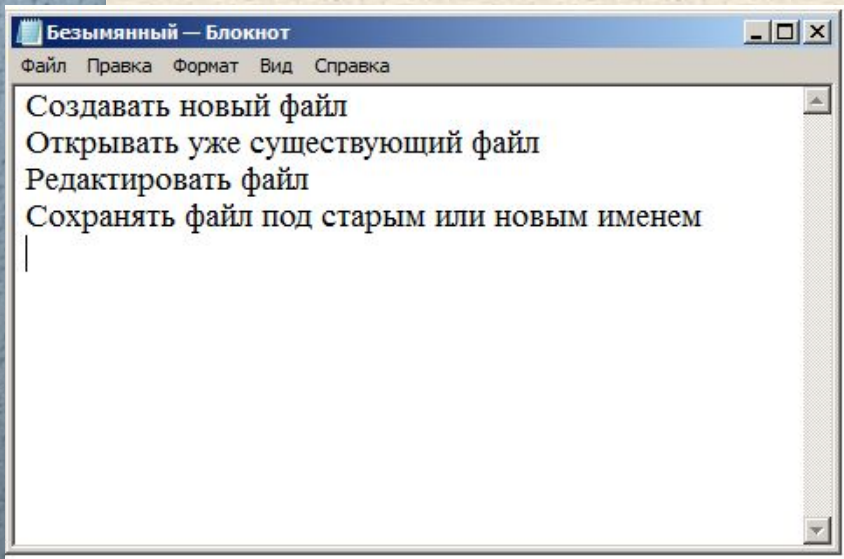 Безымянный — Блокнот
Файл Правка Формат Вид Справка
Создавать новый файл
Открывать уже существующий файл
Редактировать файл
Сохранять файл под старым или новым именем